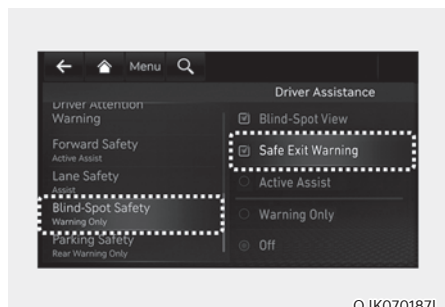 Menu
Driver Assistance
Driver Attention
Warning
Forward Safety
Active Assist
Lane Safety
Assist
Blind-Spot Safety
Warning Only
Parking Safety
Rear Warning Only
Blind-Spot View
Safe Exit Warning
Active Assist
Warning Only
Off